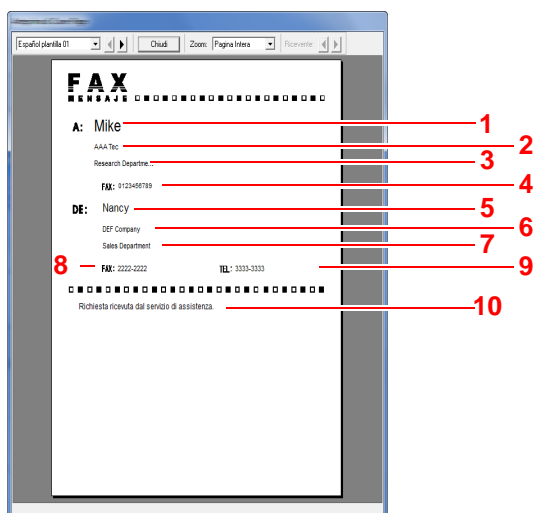 Español plantilla 01 Chiudi Zoom: Pagina Intera Ricevente:
FAX
MENSAJE
A: Mike 1
AAA Tec 2
Research Departme... 3
FAX: 0123456789 4
DE: Nancy 5
DEF Company 6
Sales Department 7
8 FAX: 2222-2222 TEL: 3333-3333 9
Richiesta ricevuta dal servizio di assistenza. 10